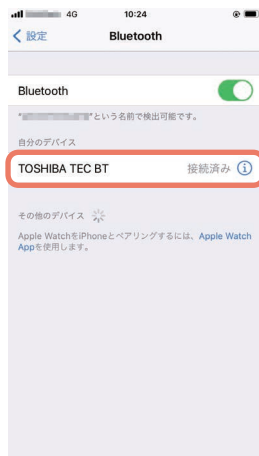 4G 10:24
設定 Bluetooth
Bluetooth
"という名前で検出可能です。
自分のデバイス
TOSHIBA TEC BT 接続済み
その他のデバイス
Apple WatchをiPhoneとペアリングするには、Apple Watch
Appを使用します。